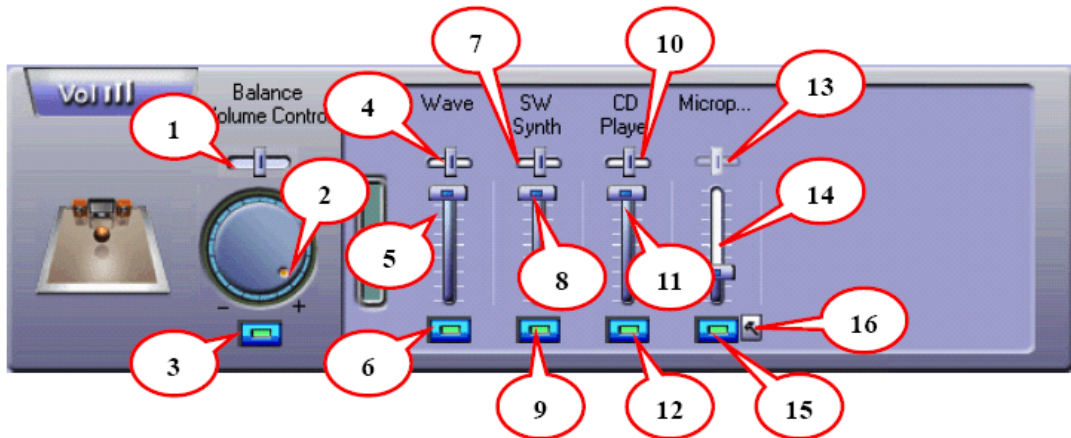 7
10
Vol
Balance
Volume Control
Wave
SW
Synth
CD
Player
Microp...
1
4
13
2
14
5
8
11
- +
3
6
9
12
15
16